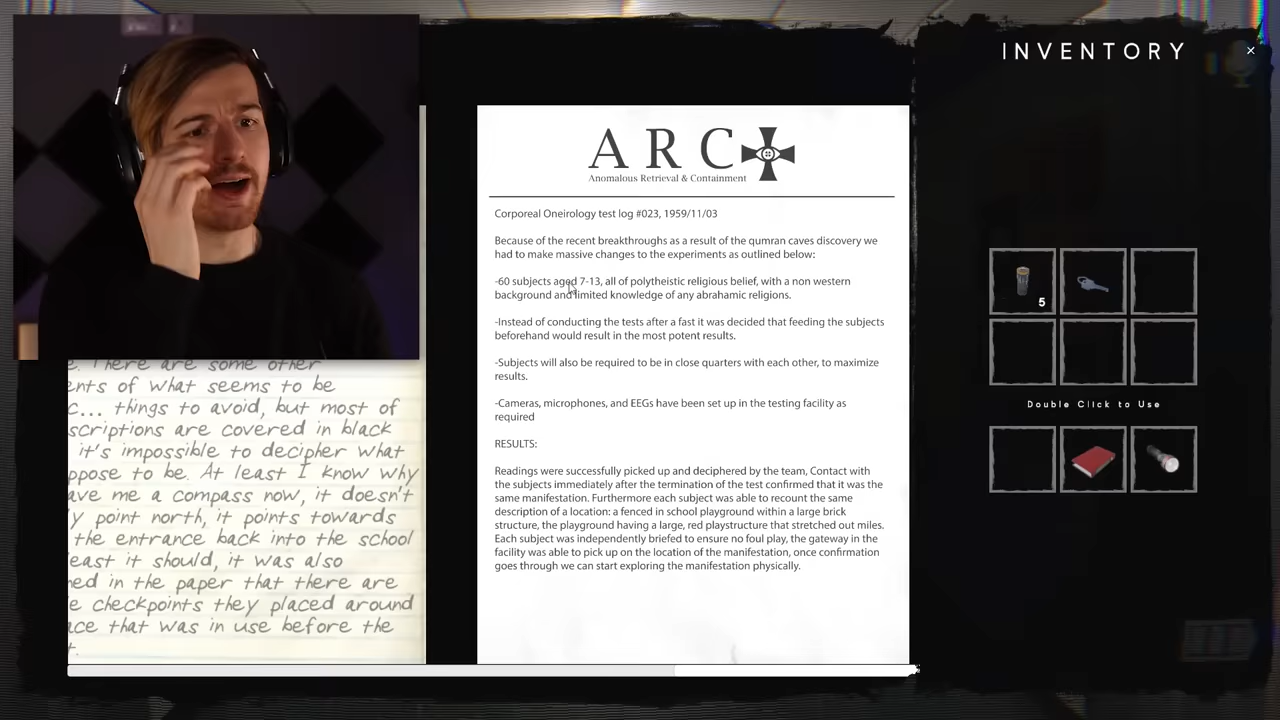 INVENTORY
ARC
Anomalous Retrieval & Containment
Corporeal Oneirology test log #023, 1959/11/03
Because of the recent breakthroughs as a result of the qumran caves discovery we
had to make massive changes to the experiments as outlined below:
-60 subjects aged 7-13, all of polytheistic religious belief, with a non western
background and limited knowledge of any abrahamic religions.
-Instead of conducting the tests after a fast it was decided that feeding the subjects
beforehand would result in the most potent results.
-Subjects will also be required to be in close quarters with each other, to maximize
results.
-Cameras, microphones, and EEGs have been set up in the testing facility as
required
RESULTS:
Readings were successfully picked up and deciphered by the team, Contact with
the subjects immediately after the termination of the test confirmed that it was the
same manifestation. Furthermore each subject was able to recount the same
description of a location: a fenced in school playground within a large brick
structure, the playground having a large, red playstructure that stretched out miles.
Each subject was independently briefed to ensure no foul play, the gateway in the
facility was able to pick up on the location of the manifestation, once confirmation
goes through we can start exploring the manifestation physically.
e. There are some other
ents of what seems to be
c... things to avoid, but most of
scriptions are covered in black
it's impossible to decipher what
ppose to be. At least I know why
ave me a compass now, it doesn't
y point north, it points towards
the entrance back into the school
east it should, it was also
ned in the paper that there are
e checkpoints they placed around
ace that was in use before the
t.
5
Double Click to Use